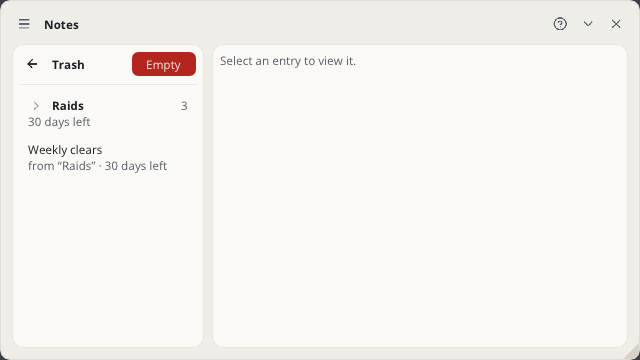 Notes
Trash
Empty
Raids 3
30 days left
Weekly clears
from “Raids” · 30 days left
Select an entry to view it.